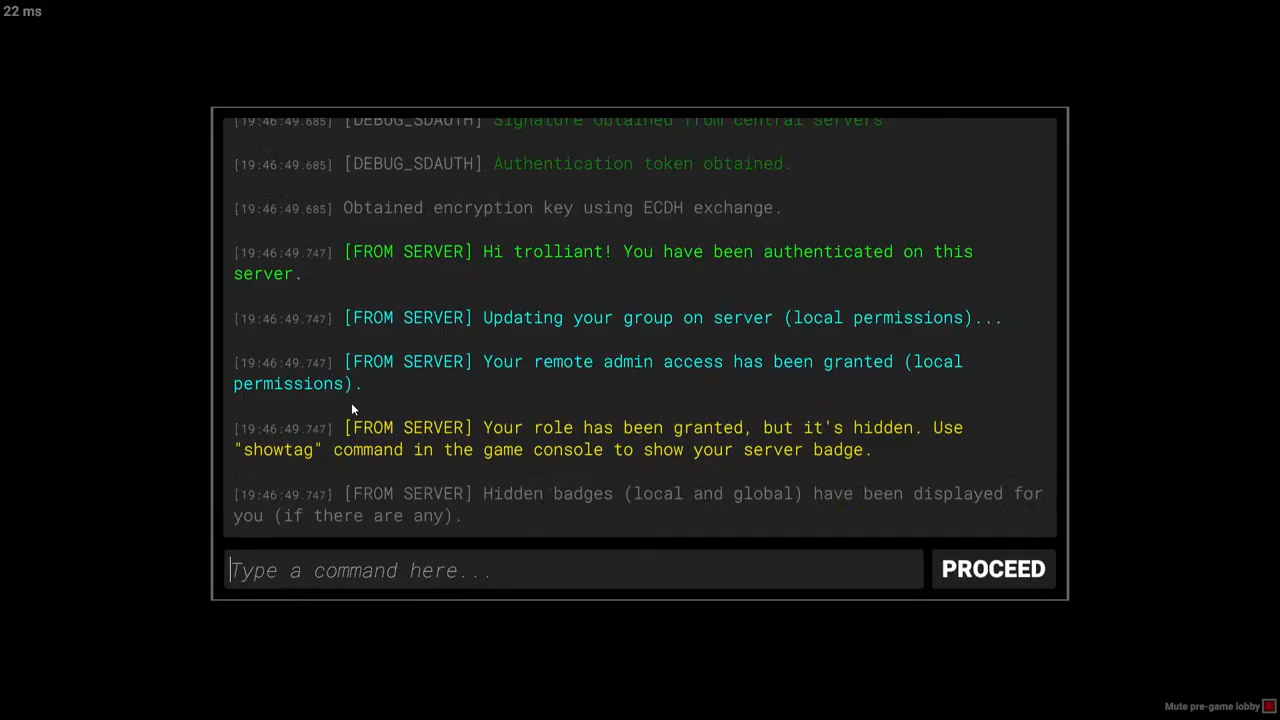 22 ms
[19:46:49.685] [DEBUG_SDAUTH] Signature obtained from central servers
[19:46:49.685] [DEBUG_SDAUTH] Authentication token obtained.
[19:46:49.685] Obtained encryption key using ECDH exchange.
[19:46:49.747] [FROM SERVER] Hi trolliant! You have been authenticated on this
server.
[19:46:49.747] [FROM SERVER] Updating your group on server (local permissions)...
[19:46:49.747] [FROM SERVER] Your remote admin access has been granted (local
permissions).
[19:46:49.747] [FROM SERVER] Your role has been granted, but it's hidden. Use
"showtag" command in the game console to show your server badge.
[19:46:49.747] [FROM SERVER] Hidden badges (local and global) have been displayed for
you (if there are any).
Type a command here...
PROCEED
Mute pre-game lobby